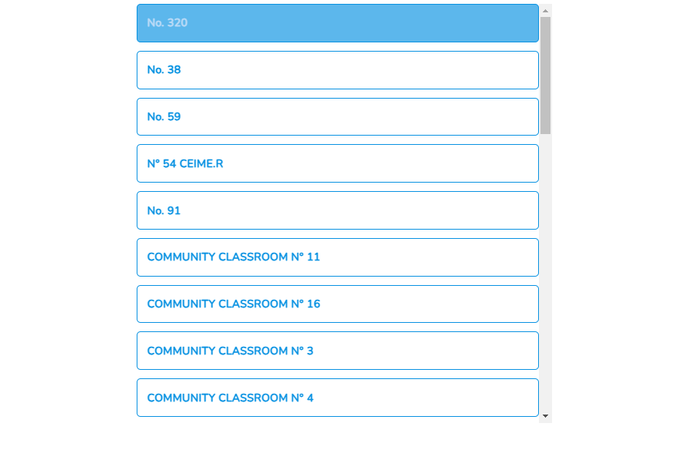 No. 320
No. 38
No. 59
N° 54 CEIME.R
No. 91
COMMUNITY CLASSROOM N° 11
COMMUNITY CLASSROOM N° 16
COMMUNITY CLASSROOM N° 3
COMMUNITY CLASSROOM N° 4